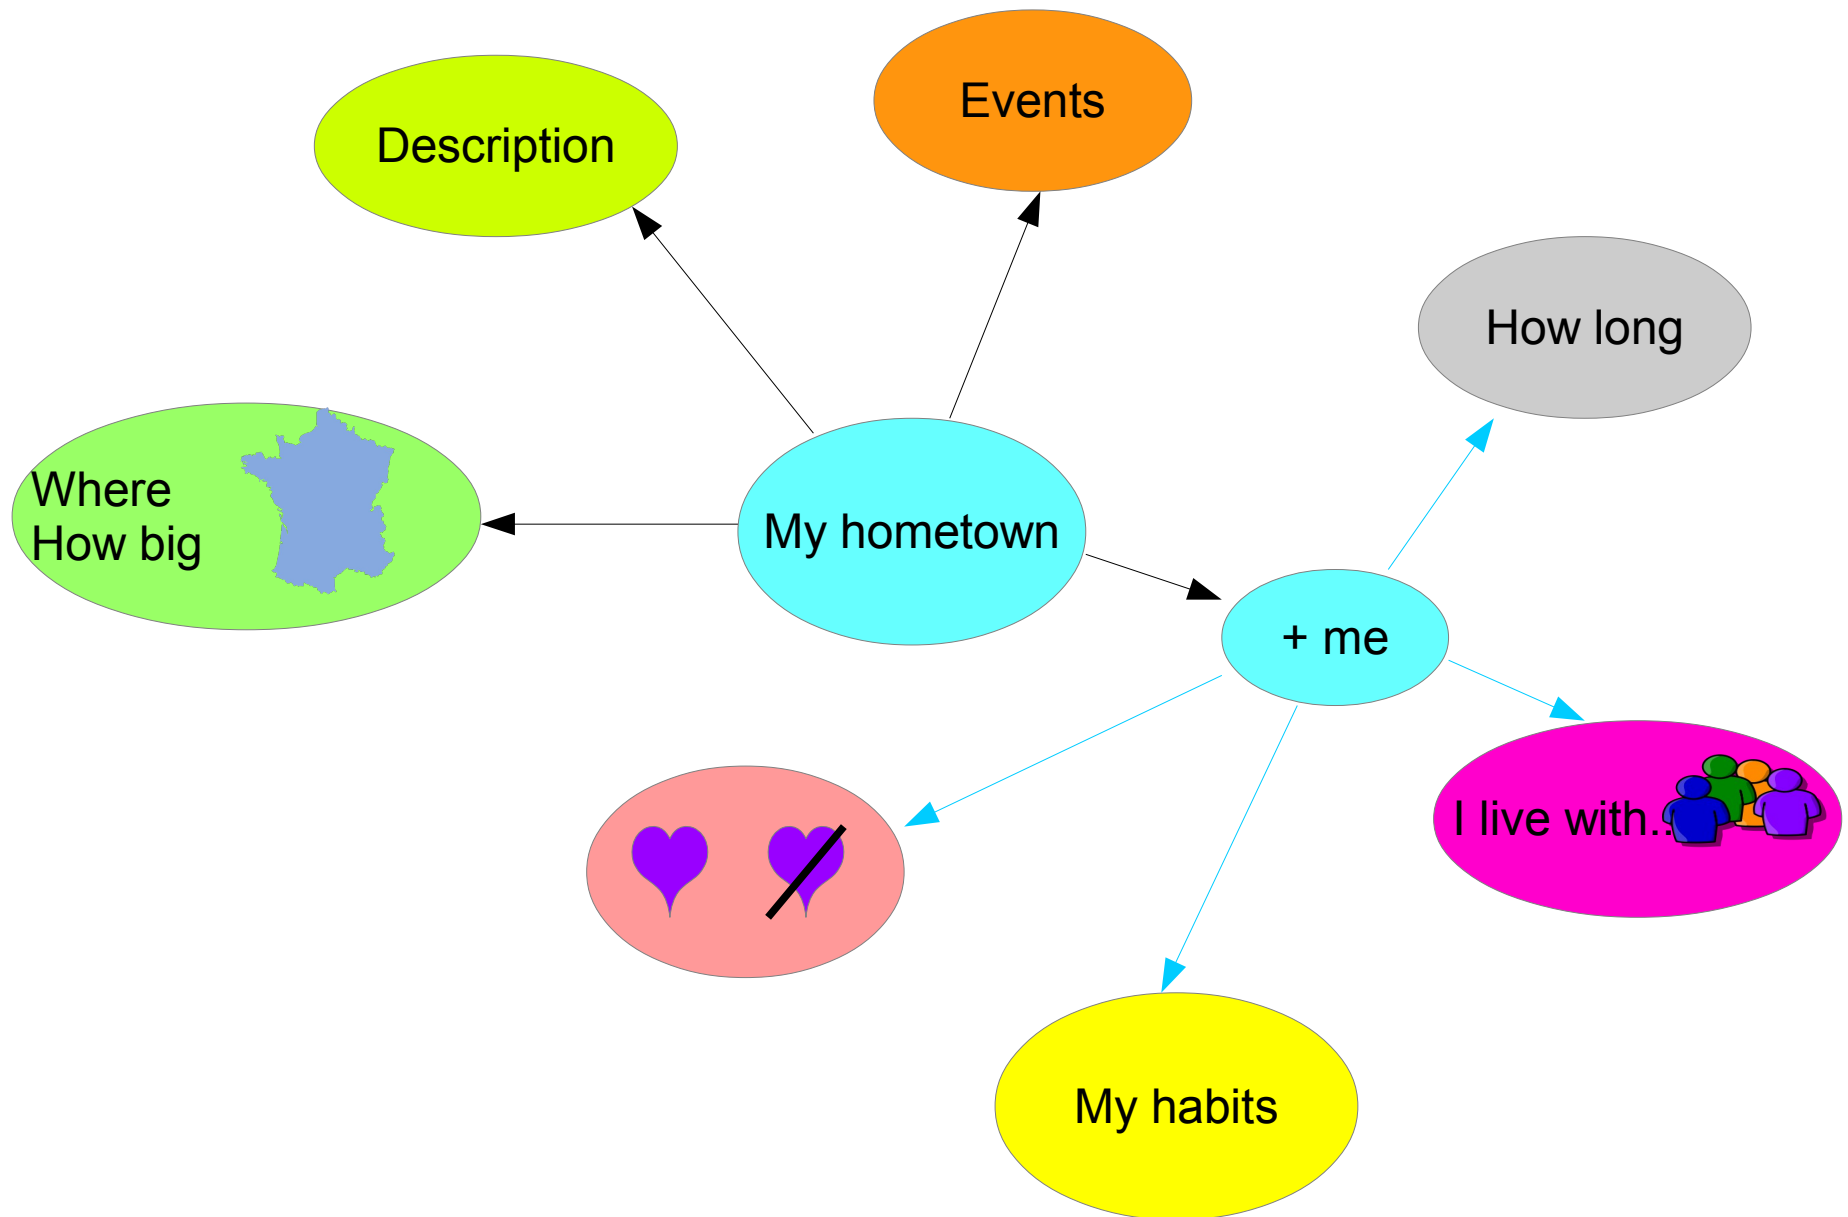 Events
Description
How long
Where
How big
My hometown
+ me
I live with..
My habits